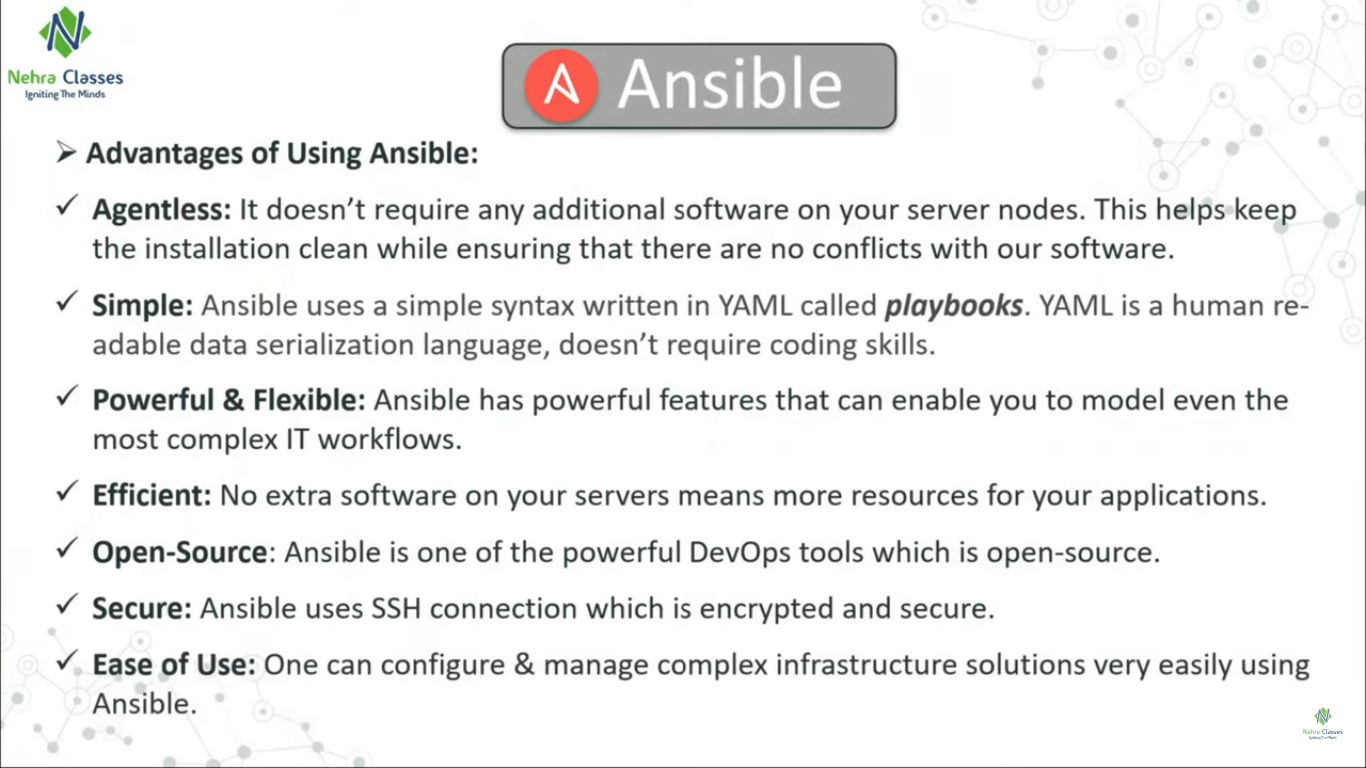 Nehra Classes
Igniting The Minds
Ansible
➢ Advantages of Using Ansible:
✓ Agentless: It doesn’t require any additional software on your server nodes. This helps keep
the installation clean while ensuring that there are no conflicts with our software.
✓ Simple: Ansible uses a simple syntax written in YAML called playbooks. YAML is a human re-
adable data serialization language, doesn’t require coding skills.
✓ Powerful & Flexible: Ansible has powerful features that can enable you to model even the
most complex IT workflows.
✓ Efficient: No extra software on your servers means more resources for your applications.
✓ Open-Source: Ansible is one of the powerful DevOps tools which is open-source.
✓ Secure: Ansible uses SSH connection which is encrypted and secure.
✓ Ease of Use: One can configure & manage complex infrastructure solutions very easily using
Ansible.
Nehra Classes
Igniting The Minds